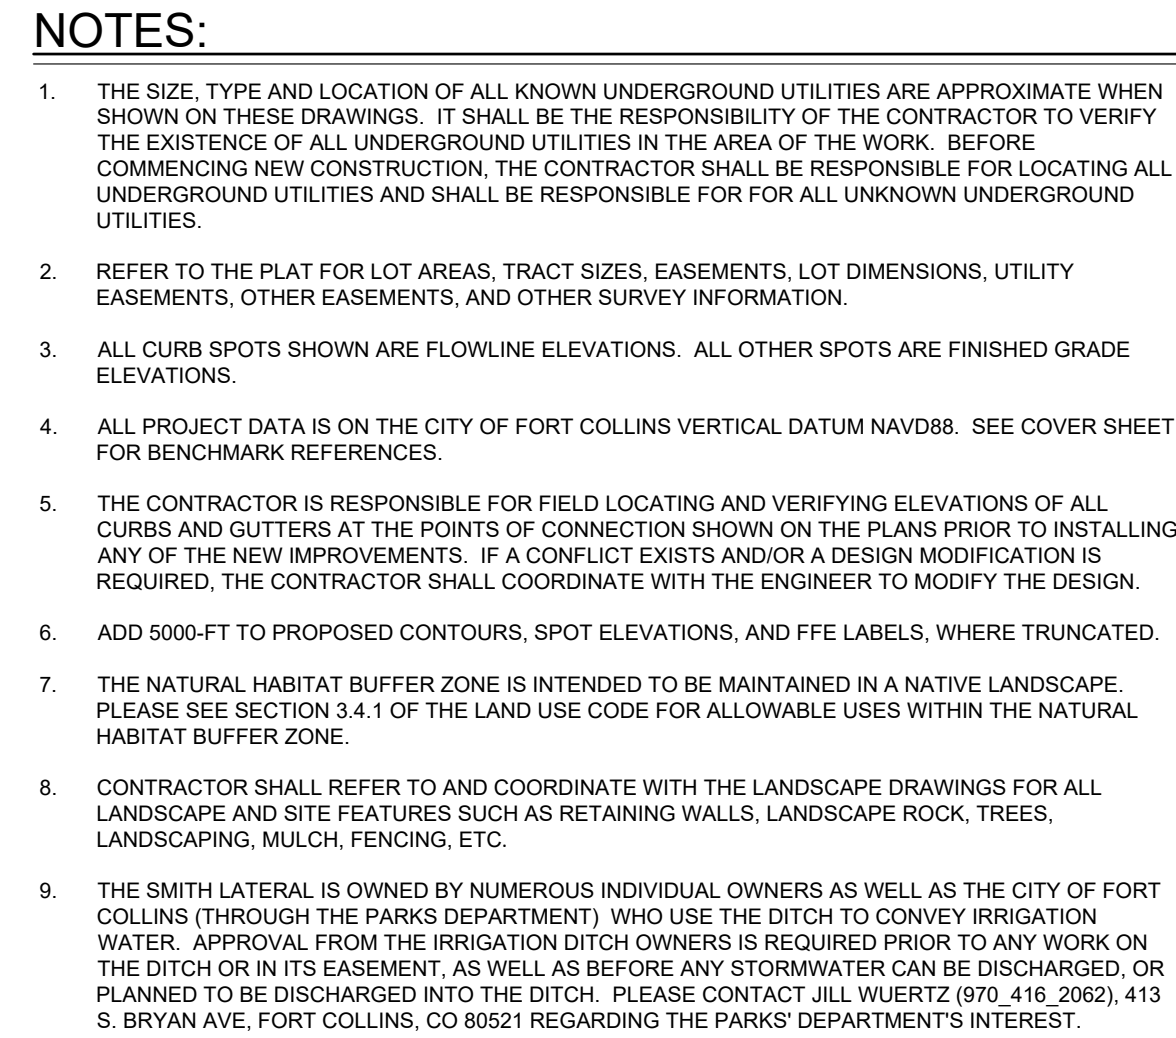 NOTES:
1. THE SIZE, TYPE AND LOCATION OF ALL KNOWN UNDERGROUND UTILITIES ARE APPROXIMATE WHEN
SHOWN ON THESE DRAWINGS. IT SHALL BE THE RESPONSIBILITY OF THE CONTRACTOR TO VERIFY
THE EXISTENCE OF ALL UNDERGROUND UTILITIES IN THE AREA OF THE WORK. BEFORE
COMMENCING NEW CONSTRUCTION, THE CONTRACTOR SHALL BE RESPONSIBLE FOR LOCATING ALL
UNDERGROUND UTILITIES AND SHALL BE RESPONSIBLE FOR FOR ALL UNKNOWN UNDERGROUND
UTILITIES.
2. REFER TO THE PLAT FOR LOT AREAS, TRACT SIZES, EASEMENTS, LOT DIMENSIONS, UTILITY
EASEMENTS, OTHER EASEMENTS, AND OTHER SURVEY INFORMATION.
3. ALL CURB SPOTS SHOWN ARE FLOWLINE ELEVATIONS. ALL OTHER SPOTS ARE FINISHED GRADE
ELEVATIONS.
4. ALL PROJECT DATA IS ON THE CITY OF FORT COLLINS VERTICAL DATUM NAVD88. SEE COVER SHEET
FOR BENCHMARK REFERENCES.
5. THE CONTRACTOR IS RESPONSIBLE FOR FIELD LOCATING AND VERIFYING ELEVATIONS OF ALL
CURBS AND GUTTERS AT THE POINTS OF CONNECTION SHOWN ON THE PLANS PRIOR TO INSTALLING
ANY OF THE NEW IMPROVEMENTS. IF A CONFLICT EXISTS AND/OR A DESIGN MODIFICATION IS
REQUIRED, THE CONTRACTOR SHALL COORDINATE WITH THE ENGINEER TO MODIFY THE DESIGN.
6. ADD 5000-FT TO PROPOSED CONTOURS, SPOT ELEVATIONS, AND FFE LABELS, WHERE TRUNCATED.
7. THE NATURAL HABITAT BUFFER ZONE IS INTENDED TO BE MAINTAINED IN A NATIVE LANDSCAPE.
PLEASE SEE SECTION 3.4.1 OF THE LAND USE CODE FOR ALLOWABLE USES WITHIN THE NATURAL
HABITAT BUFFER ZONE.
8. CONTRACTOR SHALL REFER TO AND COORDINATE WITH THE LANDSCAPE DRAWINGS FOR ALL
LANDSCAPE AND SITE FEATURES SUCH AS RETAINING WALLS, LANDSCAPE ROCK, TREES,
LANDSCAPING, MULCH, FENCING, ETC.
9. THE SMITH LATERAL IS OWNED BY NUMEROUS INDIVIDUAL OWNERS AS WELL AS THE CITY OF FORT
COLLINS (THROUGH THE PARKS DEPARTMENT) WHO USE THE DITCH TO CONVEY IRRIGATION
WATER. APPROVAL FROM THE IRRIGATION DITCH OWNERS IS REQUIRED PRIOR TO ANY WORK ON
THE DITCH OR IN ITS EASEMENT, AS WELL AS BEFORE ANY STORMWATER CAN BE DISCHARGED, OR
PLANNED TO BE DISCHARGED INTO THE DITCH. PLEASE CONTACT JILL WUERTZ (970_416_2062), 413
S. BRYAN AVE, FORT COLLINS, CO 80521 REGARDING THE PARKS' DEPARTMENT'S INTEREST.